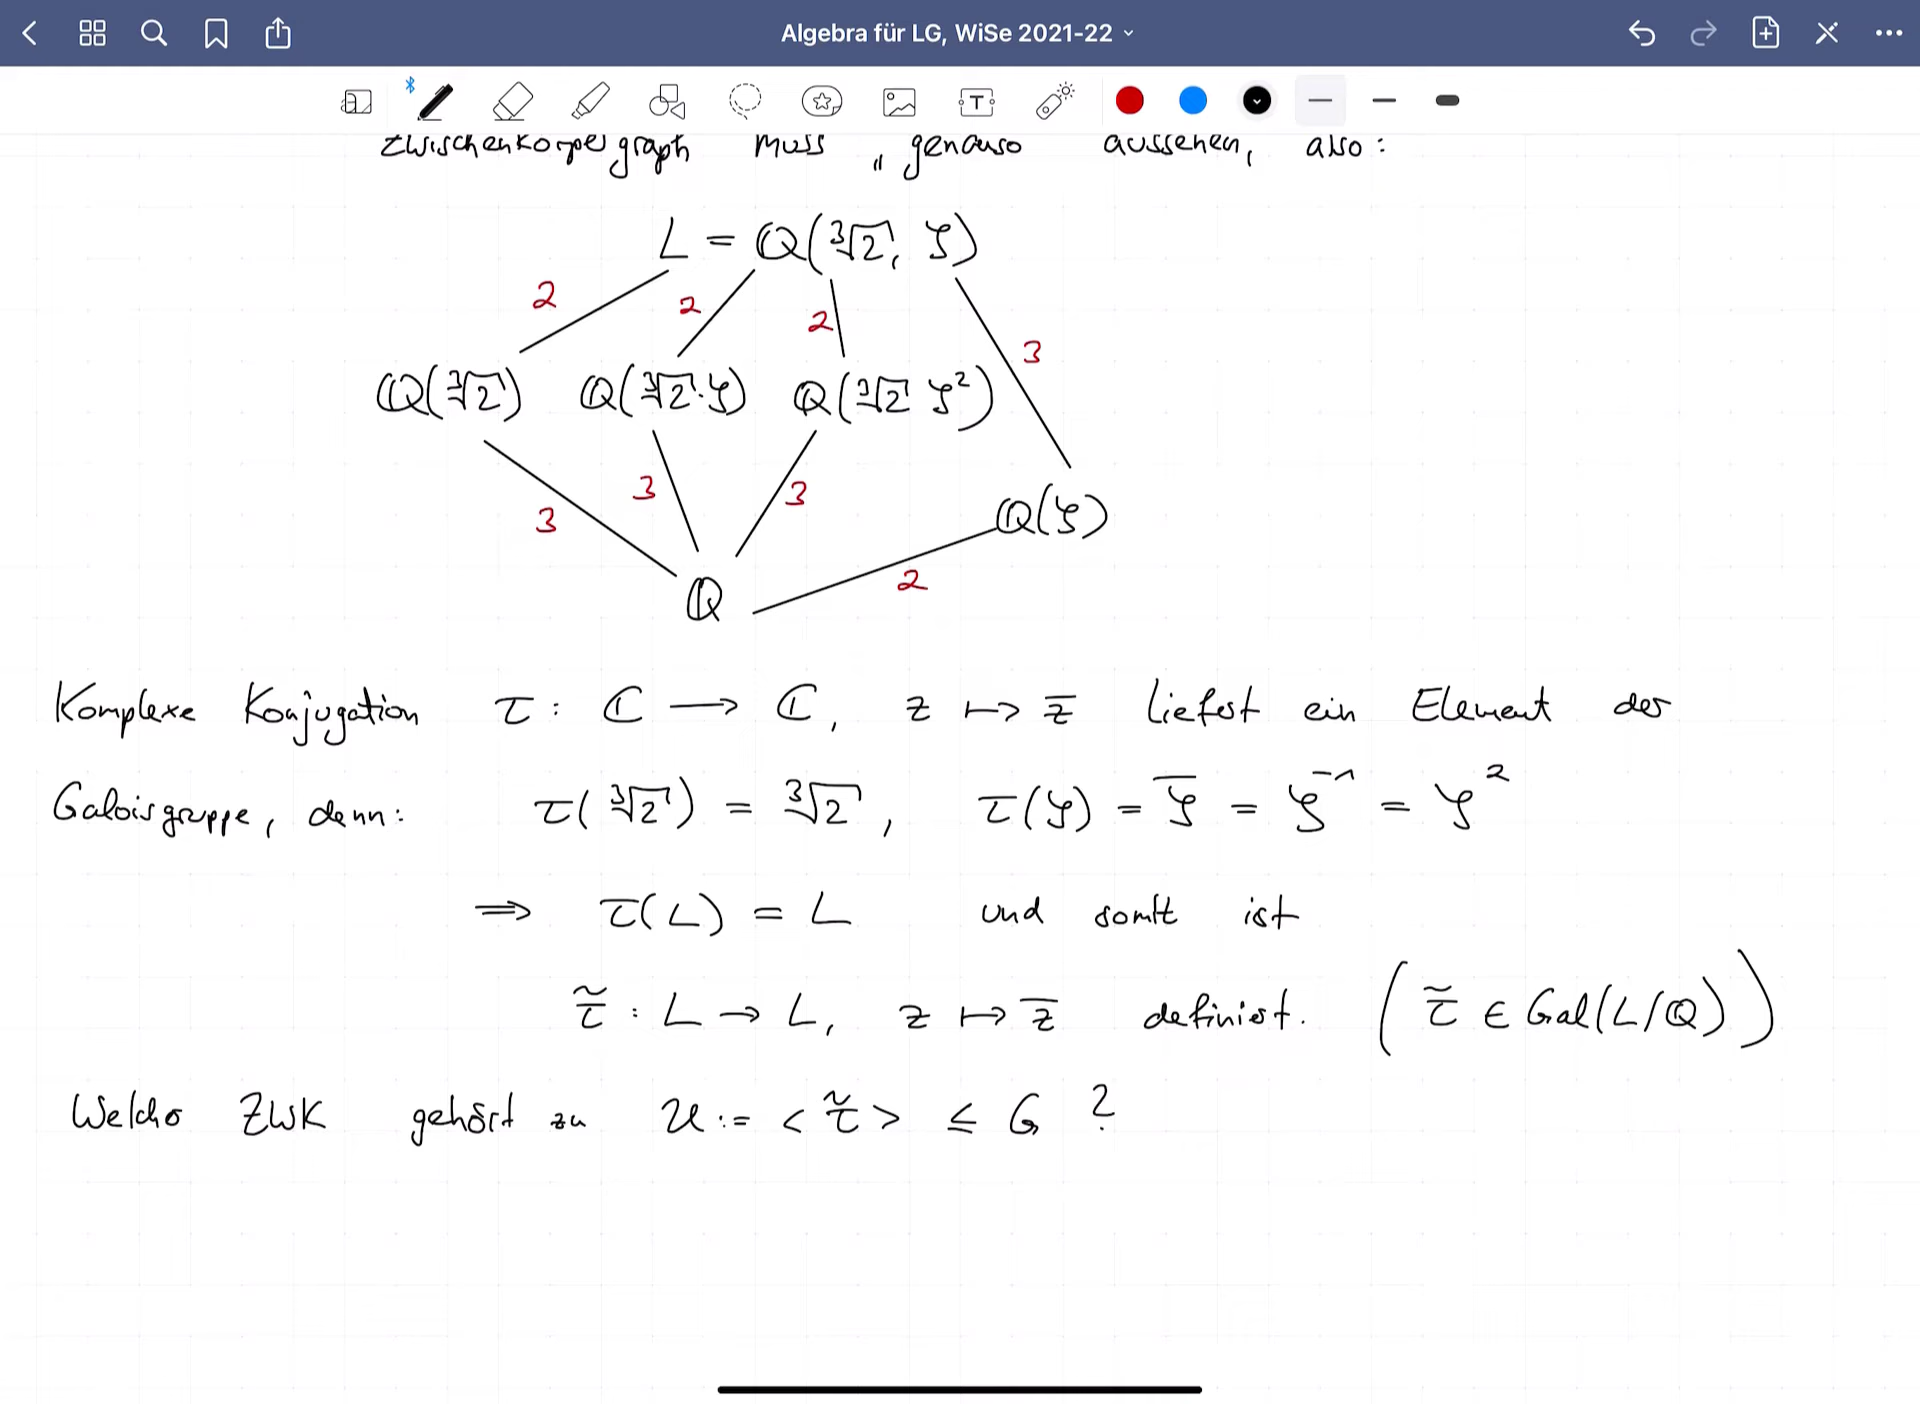 Algebra für LG, WiSe 2021-22
Zwischenkörpergraph muss „genauso aussehen, also:
L = ℚ(∛2, ζ)
2 2 2 3
ℚ(∛2) ℚ(∛2·ζ) ℚ(∛2 ζ²)
3 3 3 ℚ(ζ)
ℚ 2
Komplexe Konjugation τ: ℂ ⟶ ℂ, z ↦ z̅ liefert ein Element der
Galoisgruppe, denn: τ(∛2) = ∛2, τ(ζ) = ζ̅ = ζ⁻¹ = ζ²
⟹ τ(L) = L und somit ist
τ̃ : L → L, z ↦ z̅ definiert. (τ̃ ∈ Gal(L/ℚ))
Welcher ZWK gehört zu U := <τ̃> ≤ G ?